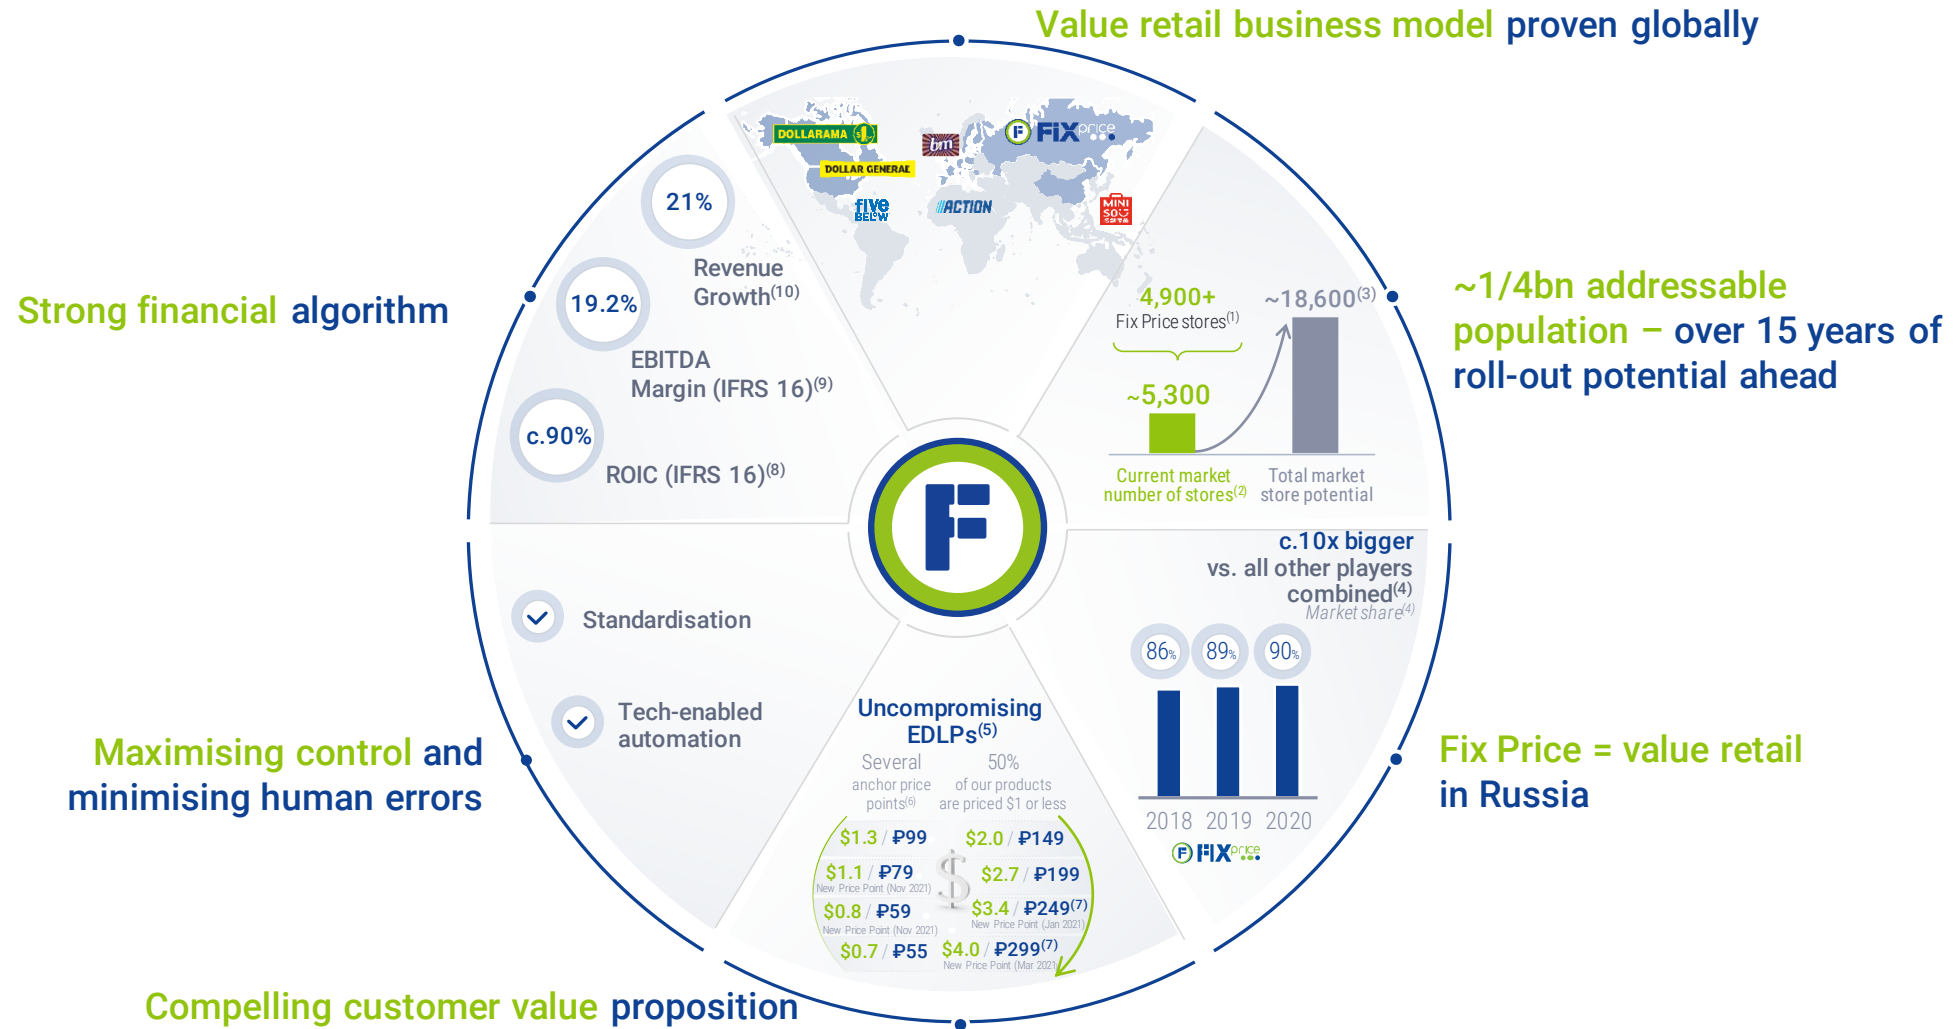 Value retail business model proven globally
DOLLARAMA $1
DOLLAR GENERAL
five
BELOW
bm
ACTION
F FIX price
MINI
SO
~1/4bn addressable
population – over 15 years of
roll-out potential ahead
4,900+
Fix Price stores(1)
~5,300
~18,600(3)
Current market
number of stores(2)
Total market
store potential
Fix Price = value retail
in Russia
c.10x bigger
vs. all other players
combined(4)
Market share(4)
86%
89%
90%
2018 2019 2020
F FIX price
Compelling customer value proposition
Uncompromising
EDLPs(5)
Several
anchor price
points(6)
50%
of our products
are priced $1 or less
$1.3 / ₽99
$1.1 / ₽79
New Price Point (Nov 2021)
$0.8 / ₽59
New Price Point (Nov 2021)
$0.7 / ₽55
$
$2.0 / ₽149
$2.7 / ₽199
$3.4 / ₽249(7)
New Price Point (Jan 2021)
$4.0 / ₽299(7)
New Price Point (Mar 2021
Maximising control and
minimising human errors
Standardisation
Tech-enabled
automation
Strong financial algorithm
21%
Revenue
Growth(10)
19.2%
EBITDA
Margin (IFRS 16)(9)
c.90%
ROIC (IFRS 16)(8)
F